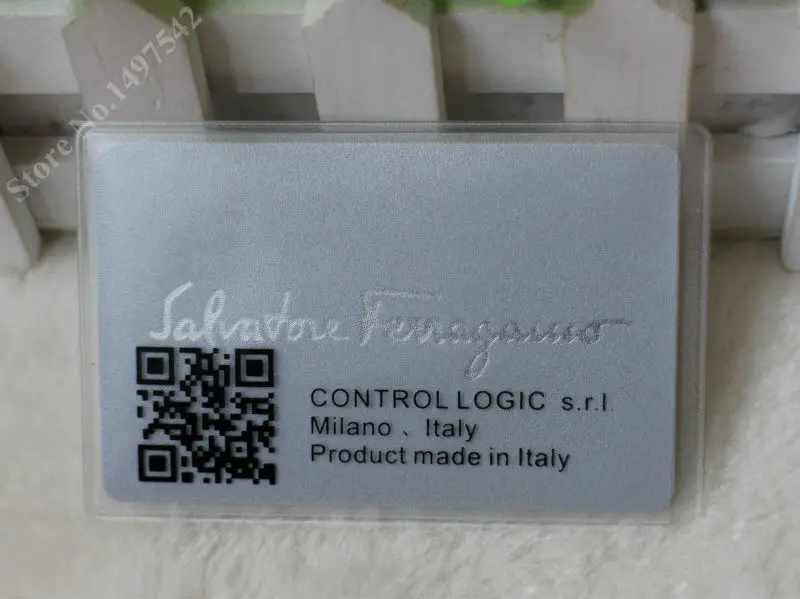 Store No.1497542
Salvatore Ferragamo
CONTROL LOGIC s.r.l.
Milano 、 Italy
Product made in Italy